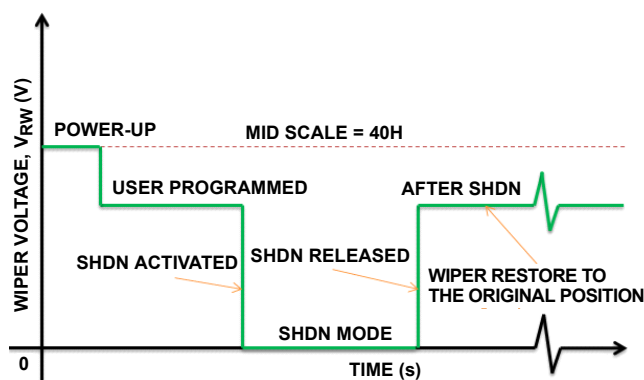 WIPER VOLTAGE, VRW (V)
POWER-UP
MID SCALE = 40H
USER PROGRAMMED
AFTER SHDN
SHDN ACTIVATED
SHDN RELEASED
WIPER RESTORE TO
THE ORIGINAL POSITION
SHDN MODE
0
TIME (s)